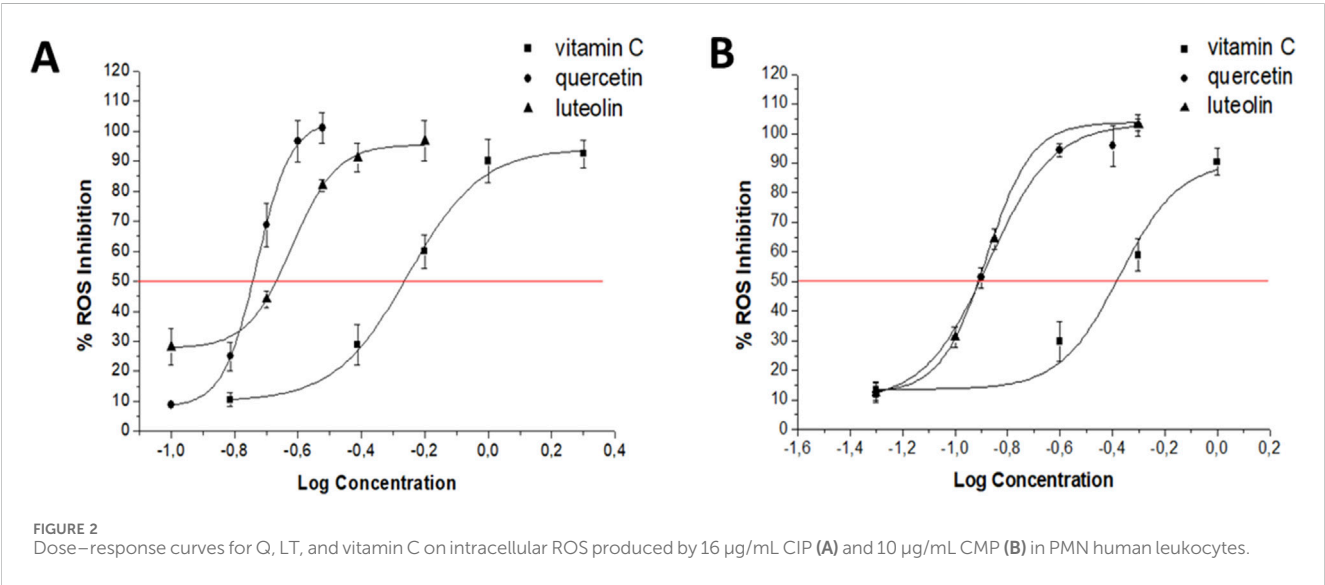 A
vitamin C
quercetin
luteolin
120
110
100
90
80
70
60
50
40
30
20
10
0
% ROS Inhibition
-1,0 -0,8 -0,6 -0,4 -0,2 0,0 0,2 0,4
Log Concentration
B
vitamin C
quercetin
luteolin
120
110
100
90
80
70
60
50
40
30
20
10
0
% ROS Inhibition
-1,6 -1,4 -1,2 -1,0 -0,8 -0,6 -0,4 -0,2 0,0 0,2
Log Concentration
FIGURE 2
Dose–response curves for Q, LT, and vitamin C on intracellular ROS produced by 16 µg/mL CIP (A) and 10 µg/mL CMP (B) in PMN human leukocytes.